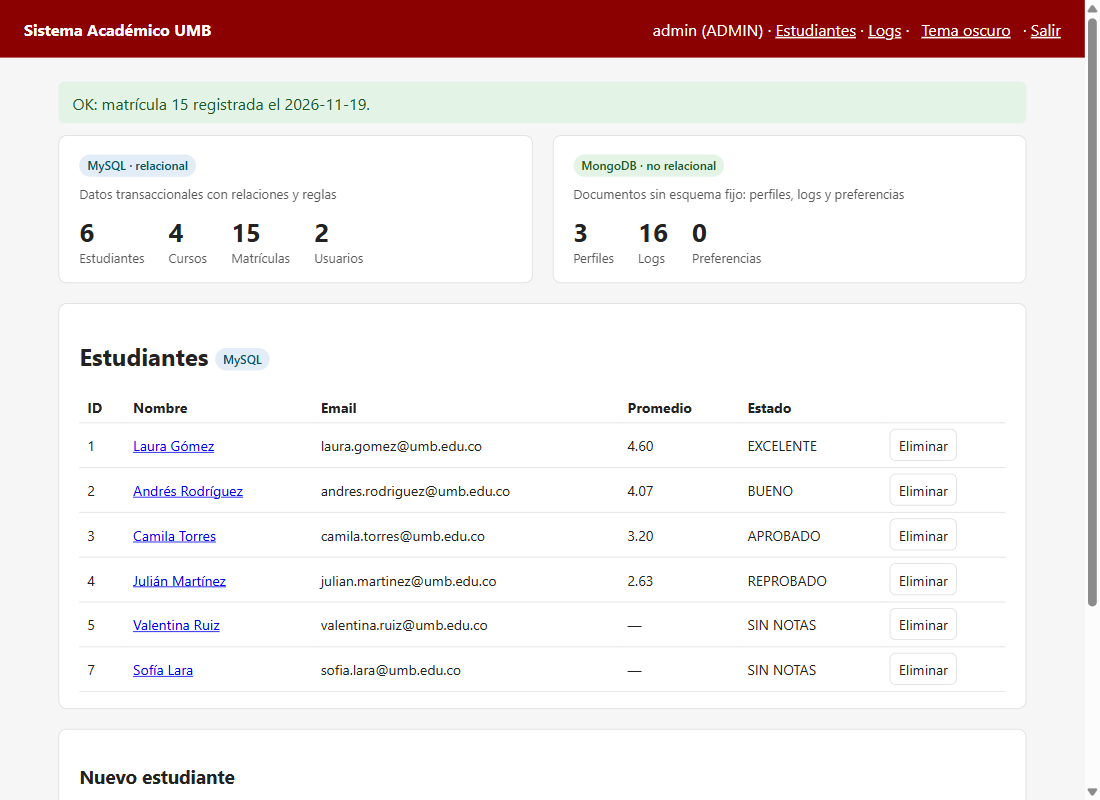 Sistema Académico UMB
admin (ADMIN) · Estudiantes · Logs · Tema oscuro · Salir
OK: matrícula 15 registrada el 2026-11-19.
MySQL · relacional
Datos transaccionales con relaciones y reglas
6 4 15 2
Estudiantes Cursos Matrículas Usuarios
MongoDB · no relacional
Documentos sin esquema fijo: perfiles, logs y preferencias
3 16 0
Perfiles Logs Preferencias
Estudiantes MySQL
ID Nombre Email Promedio Estado
1 Laura Gómez laura.gomez@umb.edu.co 4.60 EXCELENTE Eliminar
2 Andrés Rodríguez andres.rodriguez@umb.edu.co 4.07 BUENO Eliminar
3 Camila Torres camila.torres@umb.edu.co 3.20 APROBADO Eliminar
4 Julián Martínez julian.martinez@umb.edu.co 2.63 REPROBADO Eliminar
5 Valentina Ruiz valentina.ruiz@umb.edu.co — SIN NOTAS Eliminar
7 Sofía Lara sofia.lara@umb.edu.co — SIN NOTAS Eliminar
Nuevo estudiante